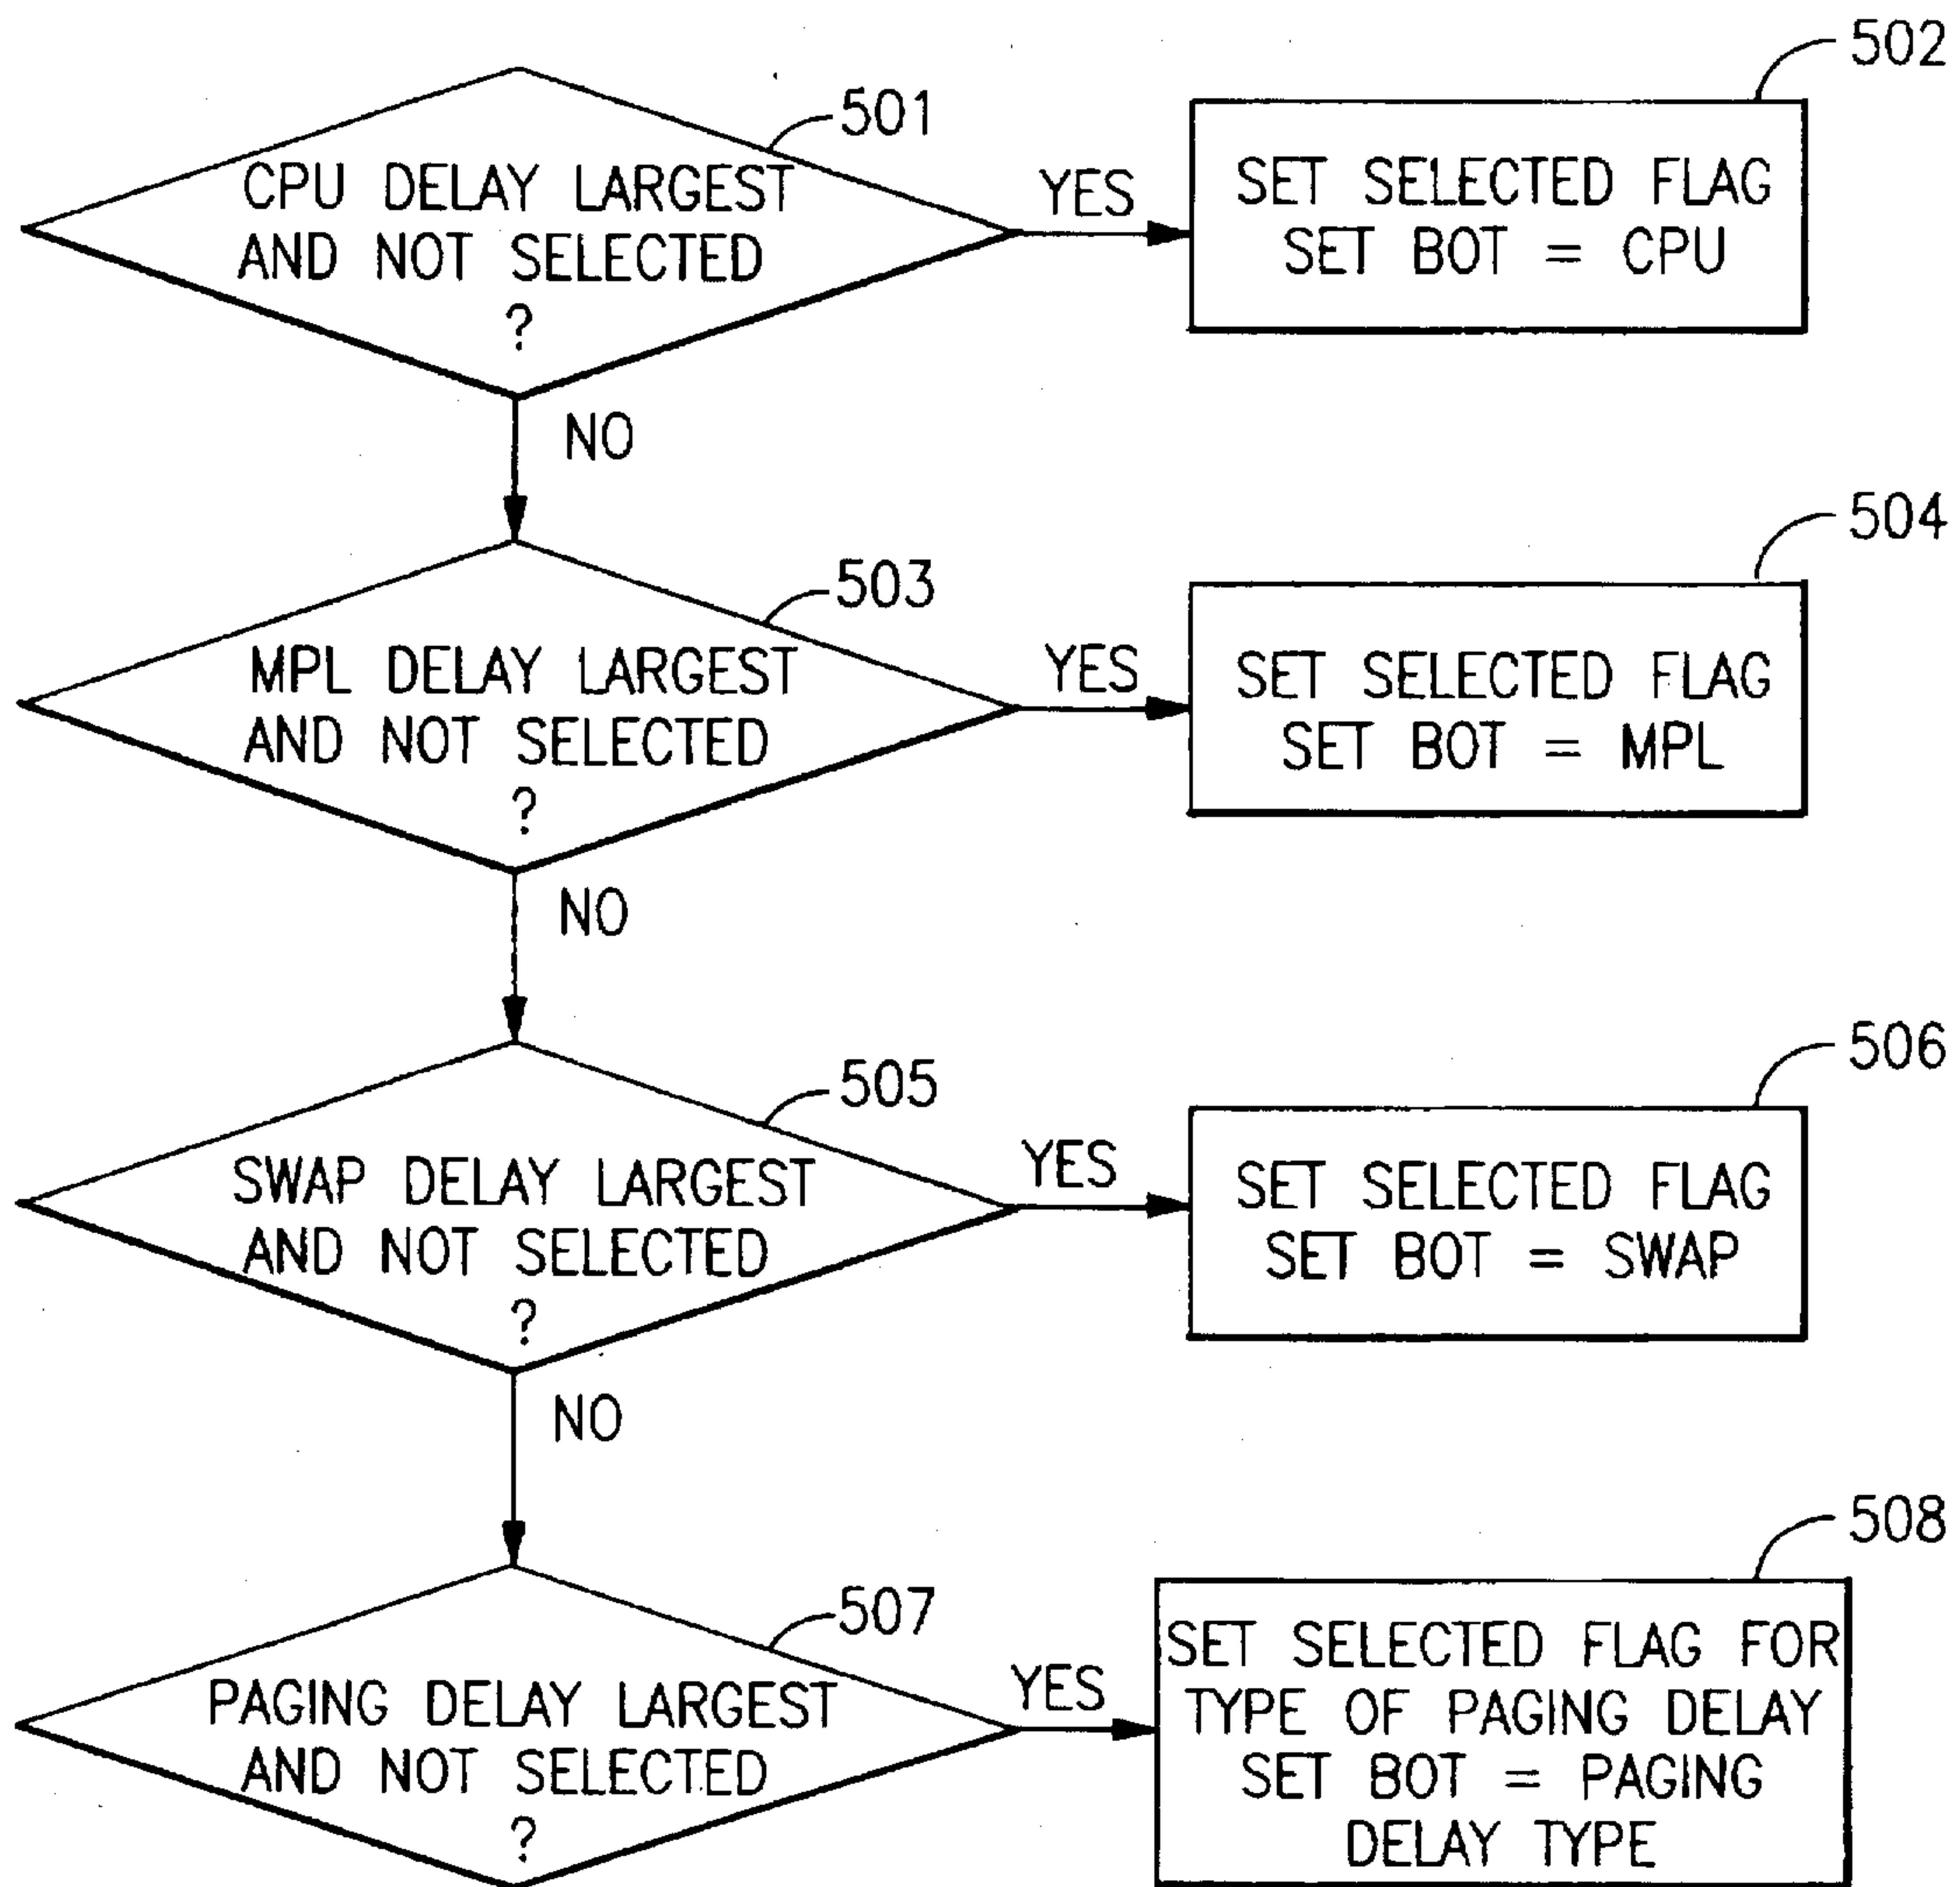 501
CPU DELAY LARGEST
AND NOT SELECTED
?
YES
502
SET SELECTED FLAG
SET BOT = CPU
NO
503
MPL DELAY LARGEST
AND NOT SELECTED
?
YES
504
SET SELECTED FLAG
SET BOT = MPL
NO
505
SWAP DELAY LARGEST
AND NOT SELECTED
?
YES
506
SET SELECTED FLAG
SET BOT = SWAP
NO
507
PAGING DELAY LARGEST
AND NOT SELECTED
?
YES
508
SET SELECTED FLAG FOR
TYPE OF PAGING DELAY
SET BOT = PAGING
DELAY TYPE